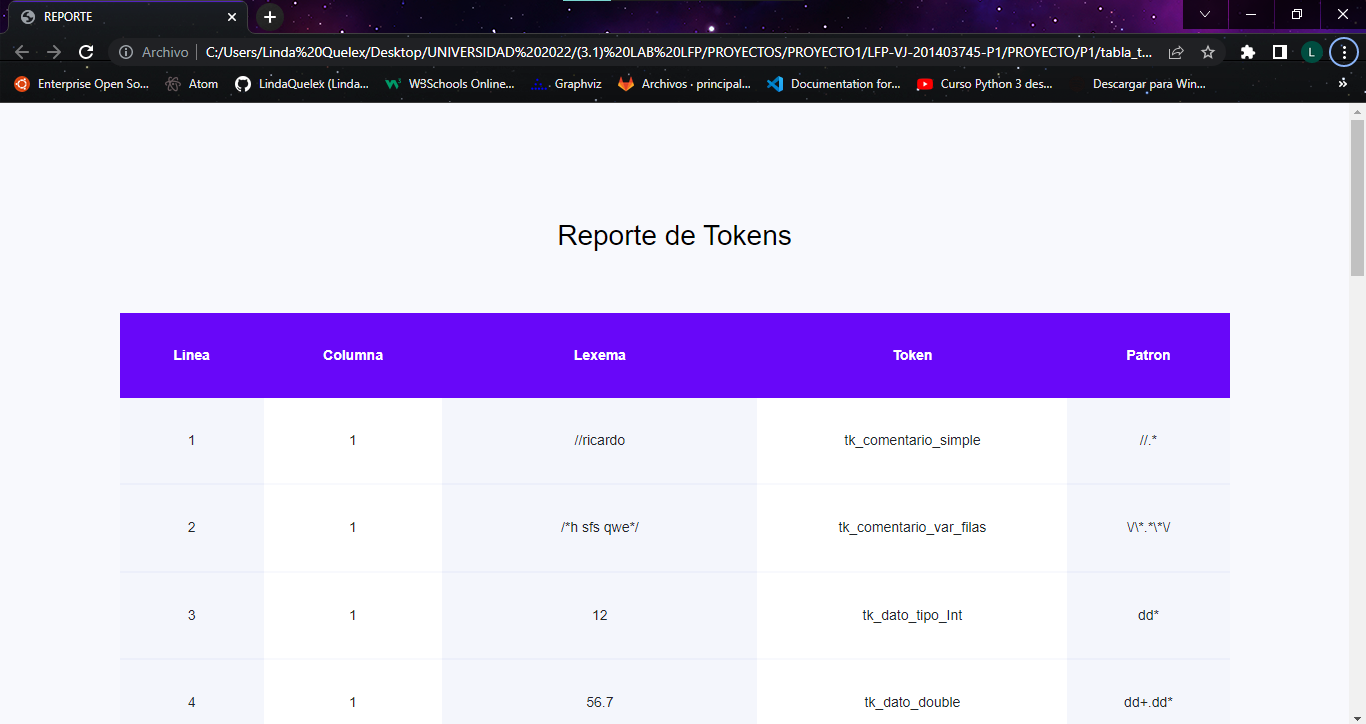 REPORTE
Archivo C:/Users/Linda%20Quelex/Desktop/UNIVERSIDAD%202022/(3.1)%20LAB%20LFP/PROYECTOS/PROYECTO1/LFP-VJ-201403745-P1/PROYECTO/P1/tabla_t... L
Enterprise Open So... Atom LindaQuelex (Linda... W3Schools Online... Graphviz Archivos · principal... Documentation for... Curso Python 3 des... Descargar para Win... »
Reporte de Tokens
Linea Columna Lexema Token Patron
1 1 //ricardo tk_comentario_simple //.*
2 1 /*h sfs qwe*/ tk_comentario_var_filas \/\*.*\*\/
3 1 12 tk_dato_tipo_Int dd*
4 1 56.7 tk_dato_double dd+.dd*